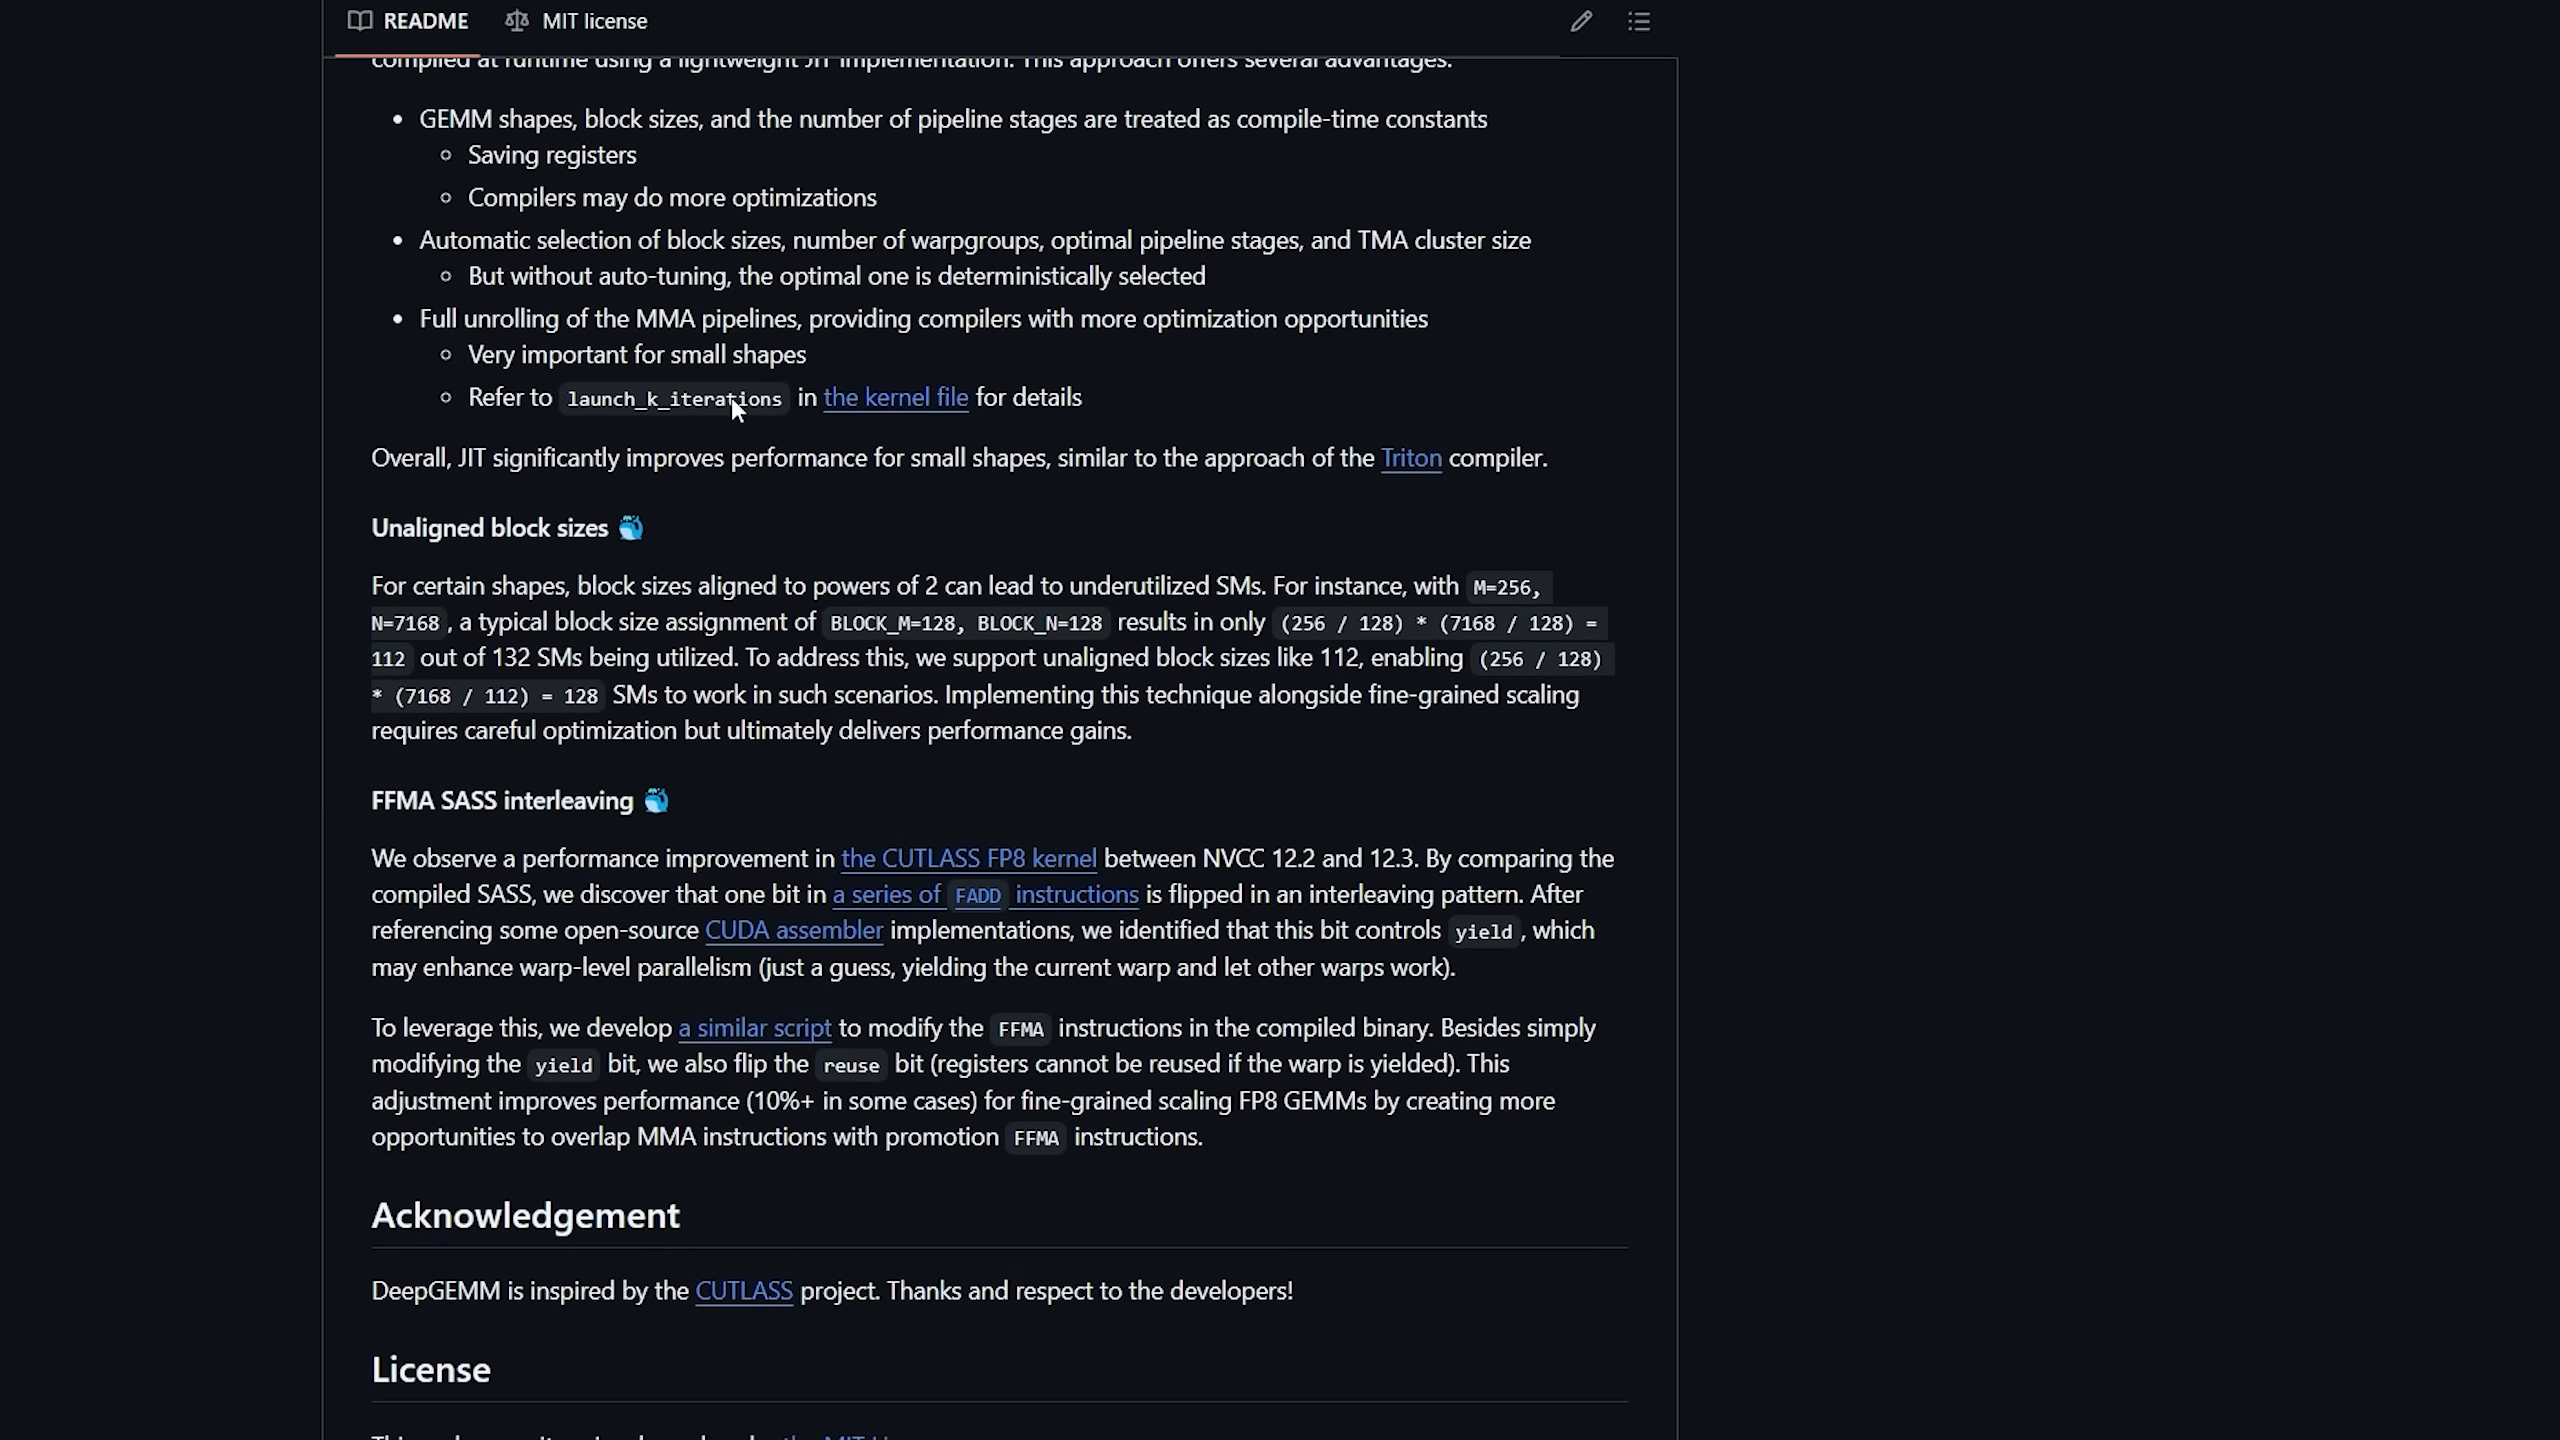 README MIT license
compiled at runtime using a lightweight JIT implementation. This approach offers several advantages:
• GEMM shapes, block sizes, and the number of pipeline stages are treated as compile-time constants
Saving registers
Compilers may do more optimizations
• Automatic selection of block sizes, number of warpgroups, optimal pipeline stages, and TMA cluster size
But without auto-tuning, the optimal one is deterministically selected
• Full unrolling of the MMA pipelines, providing compilers with more optimization opportunities
Very important for small shapes
Refer to launch_k_iterations in the kernel file for details
Overall, JIT significantly improves performance for small shapes, similar to the approach of the Triton compiler.
Unaligned block sizes 🐳
For certain shapes, block sizes aligned to powers of 2 can lead to underutilized SMs. For instance, with M=256,
N=7168, a typical block size assignment of BLOCK_M=128, BLOCK_N=128 results in only (256 / 128) * (7168 / 128) =
112 out of 132 SMs being utilized. To address this, we support unaligned block sizes like 112, enabling (256 / 128)
* (7168 / 112) = 128 SMs to work in such scenarios. Implementing this technique alongside fine-grained scaling
requires careful optimization but ultimately delivers performance gains.
FFMA SASS interleaving 🐳
We observe a performance improvement in the CUTLASS FP8 kernel between NVCC 12.2 and 12.3. By comparing the
compiled SASS, we discover that one bit in a series of FADD instructions is flipped in an interleaving pattern. After
referencing some open-source CUDA assembler implementations, we identified that this bit controls yield, which
may enhance warp-level parallelism (just a guess, yielding the current warp and let other warps work).
To leverage this, we develop a similar script to modify the FFMA instructions in the compiled binary. Besides simply
modifying the yield bit, we also flip the reuse bit (registers cannot be reused if the warp is yielded). This
adjustment improves performance (10%+ in some cases) for fine-grained scaling FP8 GEMMs by creating more
opportunities to overlap MMA instructions with promotion FFMA instructions.
Acknowledgement
DeepGEMM is inspired by the CUTLASS project. Thanks and respect to the developers!
License